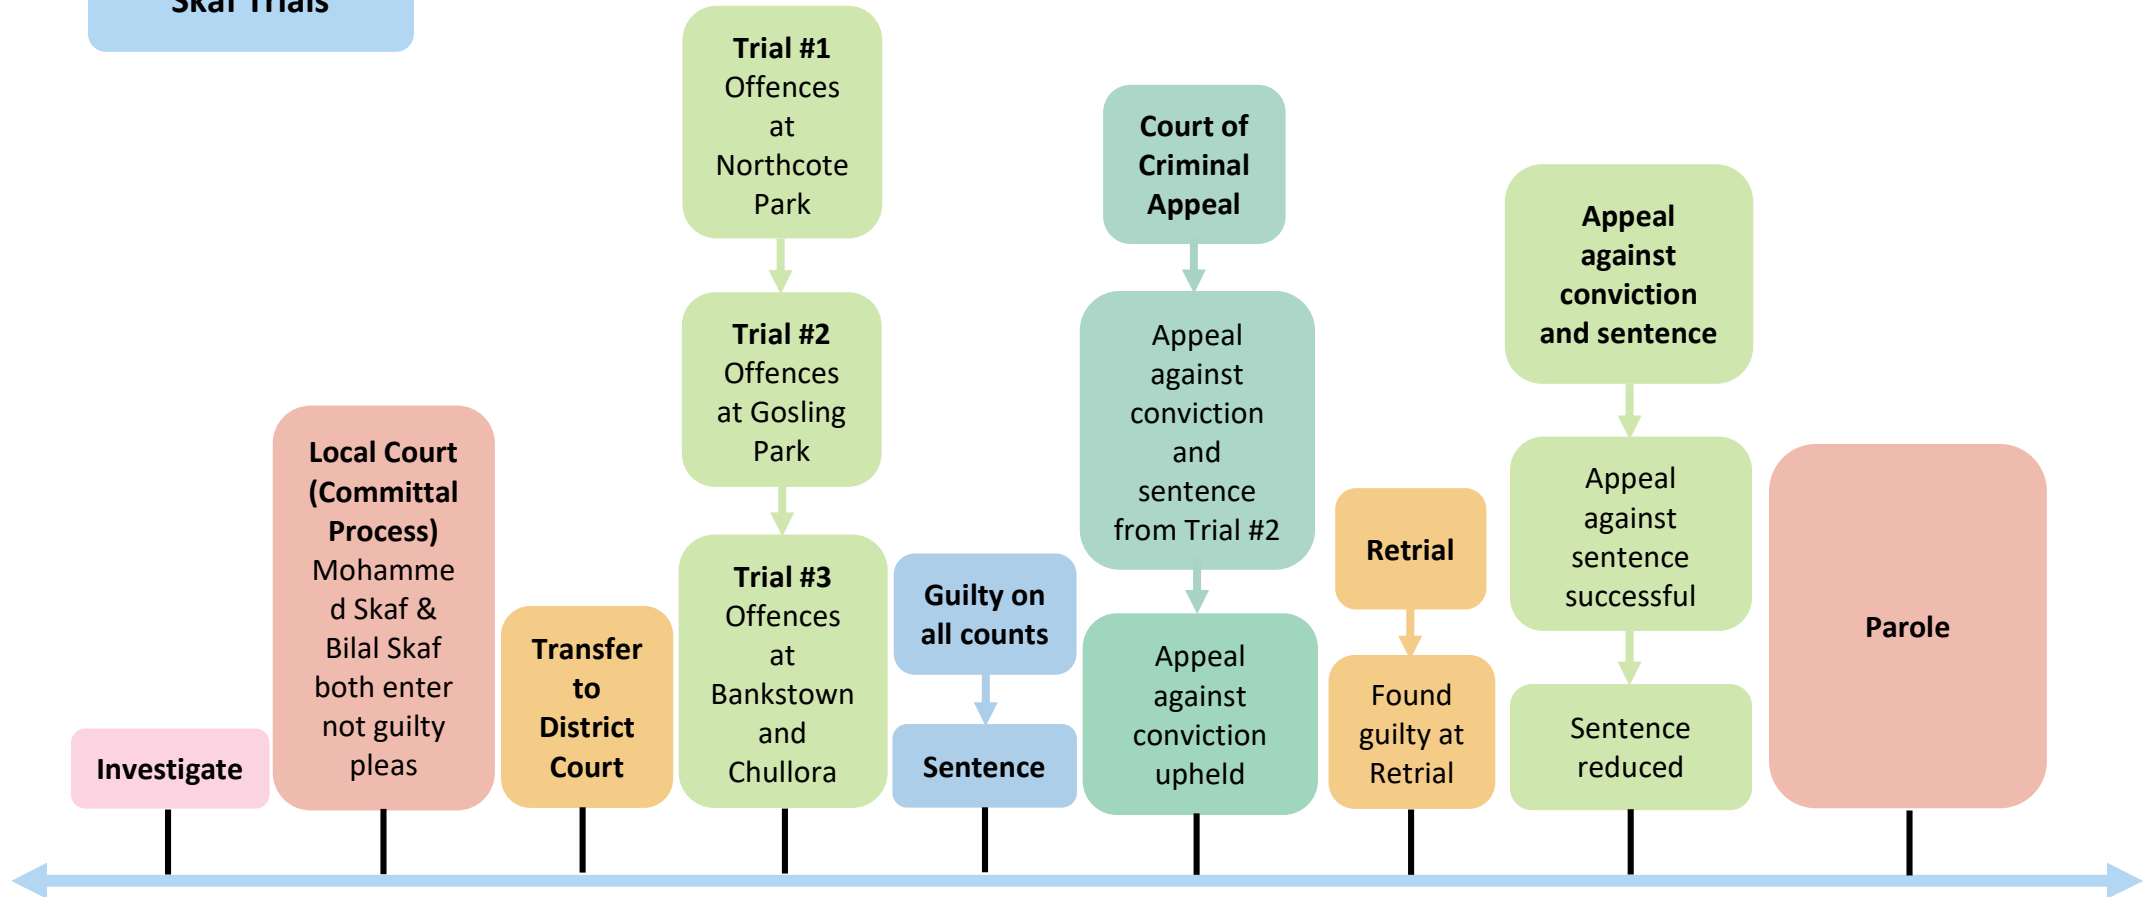 Skaf Trials
Investigate
Local Court
(Committal
Process)
Mohamme
d Skaf &
Bilal Skaf
both enter
not guilty
pleas
Transfer
to
District
Court
Trial #1
Offences
at
Northcote
Park
Trial #2
Offences
at Gosling
Park
Trial #3
Offences
at
Bankstown
and
Chullora
Guilty on
all counts
Sentence
Court of
Criminal
Appeal
Appeal
against
conviction
and
sentence
from Trial #2
Appeal
against
conviction
upheld
Retrial
Found
guilty at
Retrial
Appeal
against
conviction
and sentence
Appeal
against
sentence
successful
Sentence
reduced
Parole